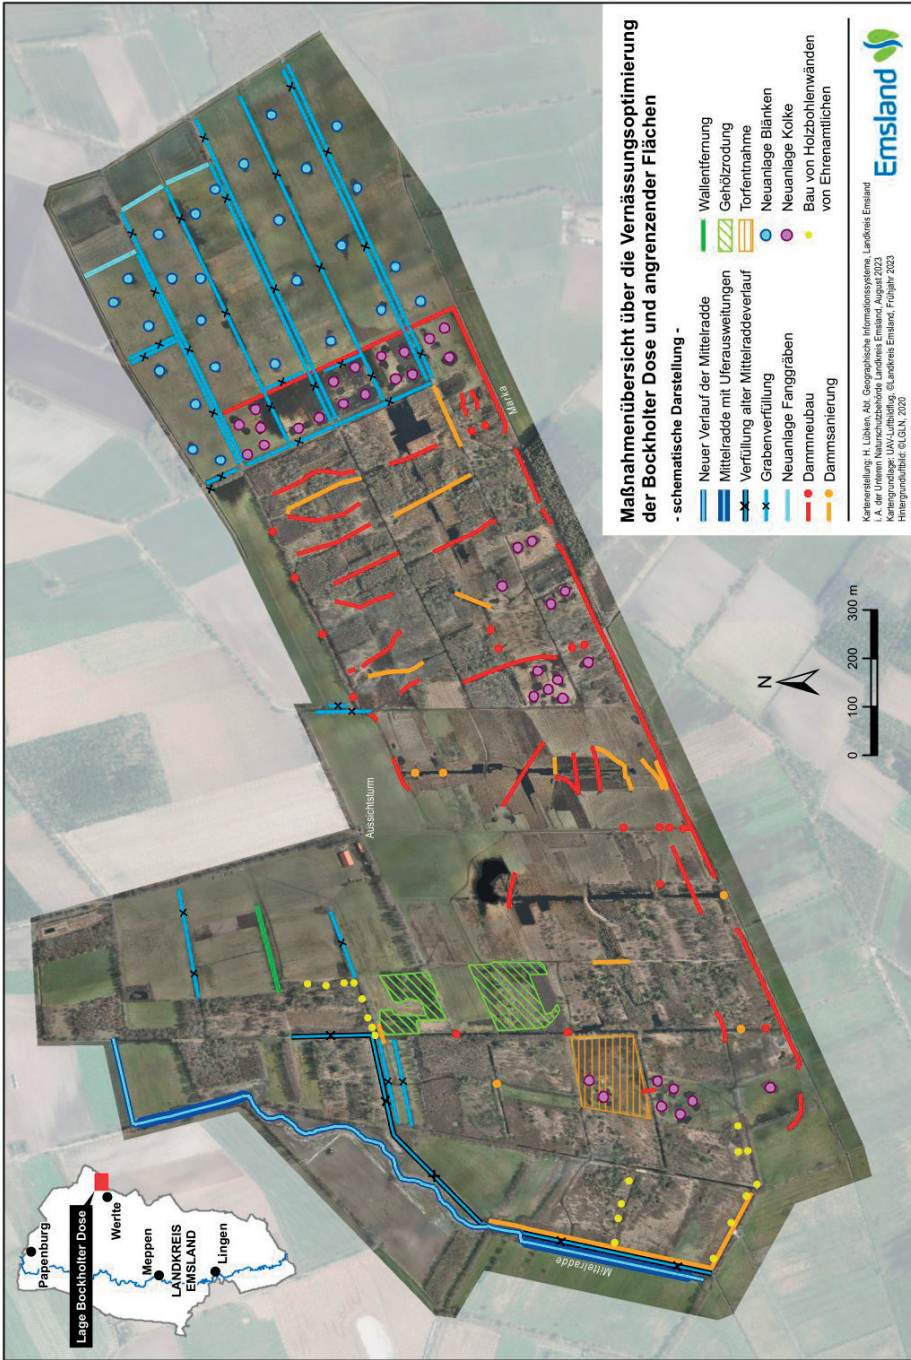 Maßnahmenübersicht über die Vernässungsoptimierung
der Bockholter Dose und angrenzender Flächen
- schematische Darstellung -
Neuer Verlauf der Mittelradde
Mittelradde mit Uferausweitungen
Verfüllung alter Mittelraddeverlauf
Grabenverfüllung
Neuanlage Fanggräben
Dammneubau
Dammsanierung
Wallentfernung
Gehölzrodung
Torfentnahme
Neuanlage Blänken
Neuanlage Kolke
Bau von Holzbohlenwänden
von Ehrenamtlichen
Kartenerstellung: H. Lübken, Abt. Geographische Informationssysteme, Landkreis Emsland
i. A. der Unteren Naturschutzbehörde Landkreis Emsland, August 2023
Kartengrundlage: UAV-Luftbildflug, ©Landkreis Emsland, Frühjahr 2023
Hintergrundluftbild: ©LGLN, 2020
Emsland
N
0 100 200 300 m
Marka
Aussichtsturm
Mittelradde
Papenburg
Lage Bockholter Dose
Werlte
Meppen
LANDKREIS
EMSLAND
Lingen